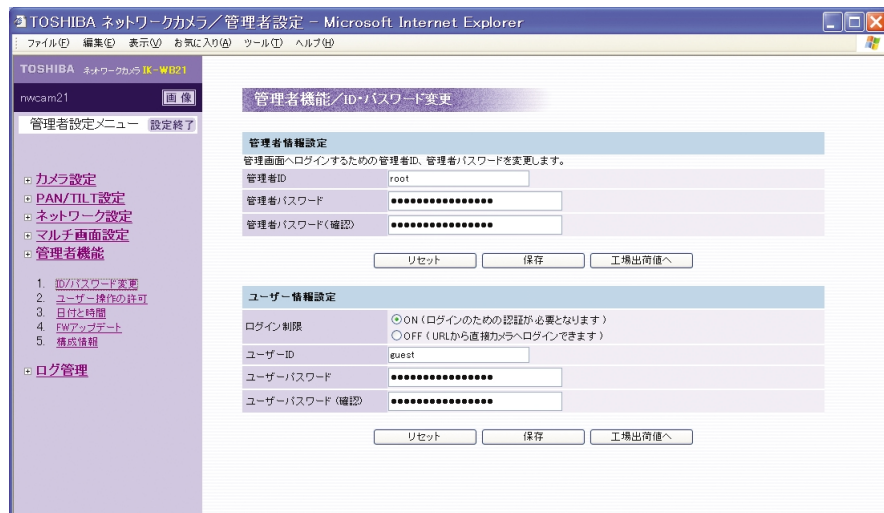 TOSHIBA ネットワークカメラ／管理者設定 - Microsoft Internet Explorer
ファイル(F) 編集(E) 表示(V) お気に入り(A) ツール(T) ヘルプ(H)
TOSHIBA ネットワークカメラ IK-WB21
nwcam21 画像
管理者設定メニュー 設定終了
カメラ設定
PAN/TILT設定
ネットワーク設定
マルチ画面設定
管理者機能
1. ID/パスワード変更
2. ユーザー操作の許可
3. 日付と時間
4. FWアップデート
5. 構成情報
ログ管理
管理者機能／ID・パスワード変更
管理者情報設定
管理画面へログインするための管理者ID、管理者パスワードを変更します。
管理者ID root
管理者パスワード ●●●●●●●●●●●●●●●●
管理者パスワード(確認) ●●●●●●●●●●●●●●●●
リセット 保存 工場出荷値へ
ユーザー情報設定
ログイン制限
ON (ログインのための認証が必要となります)
OFF (URLから直接カメラへログインできます)
ユーザーID guest
ユーザーパスワード ●●●●●●●●●●●●●●●●
ユーザーパスワード (確認) ●●●●●●●●●●●●●●●●
リセット 保存 工場出荷値へ